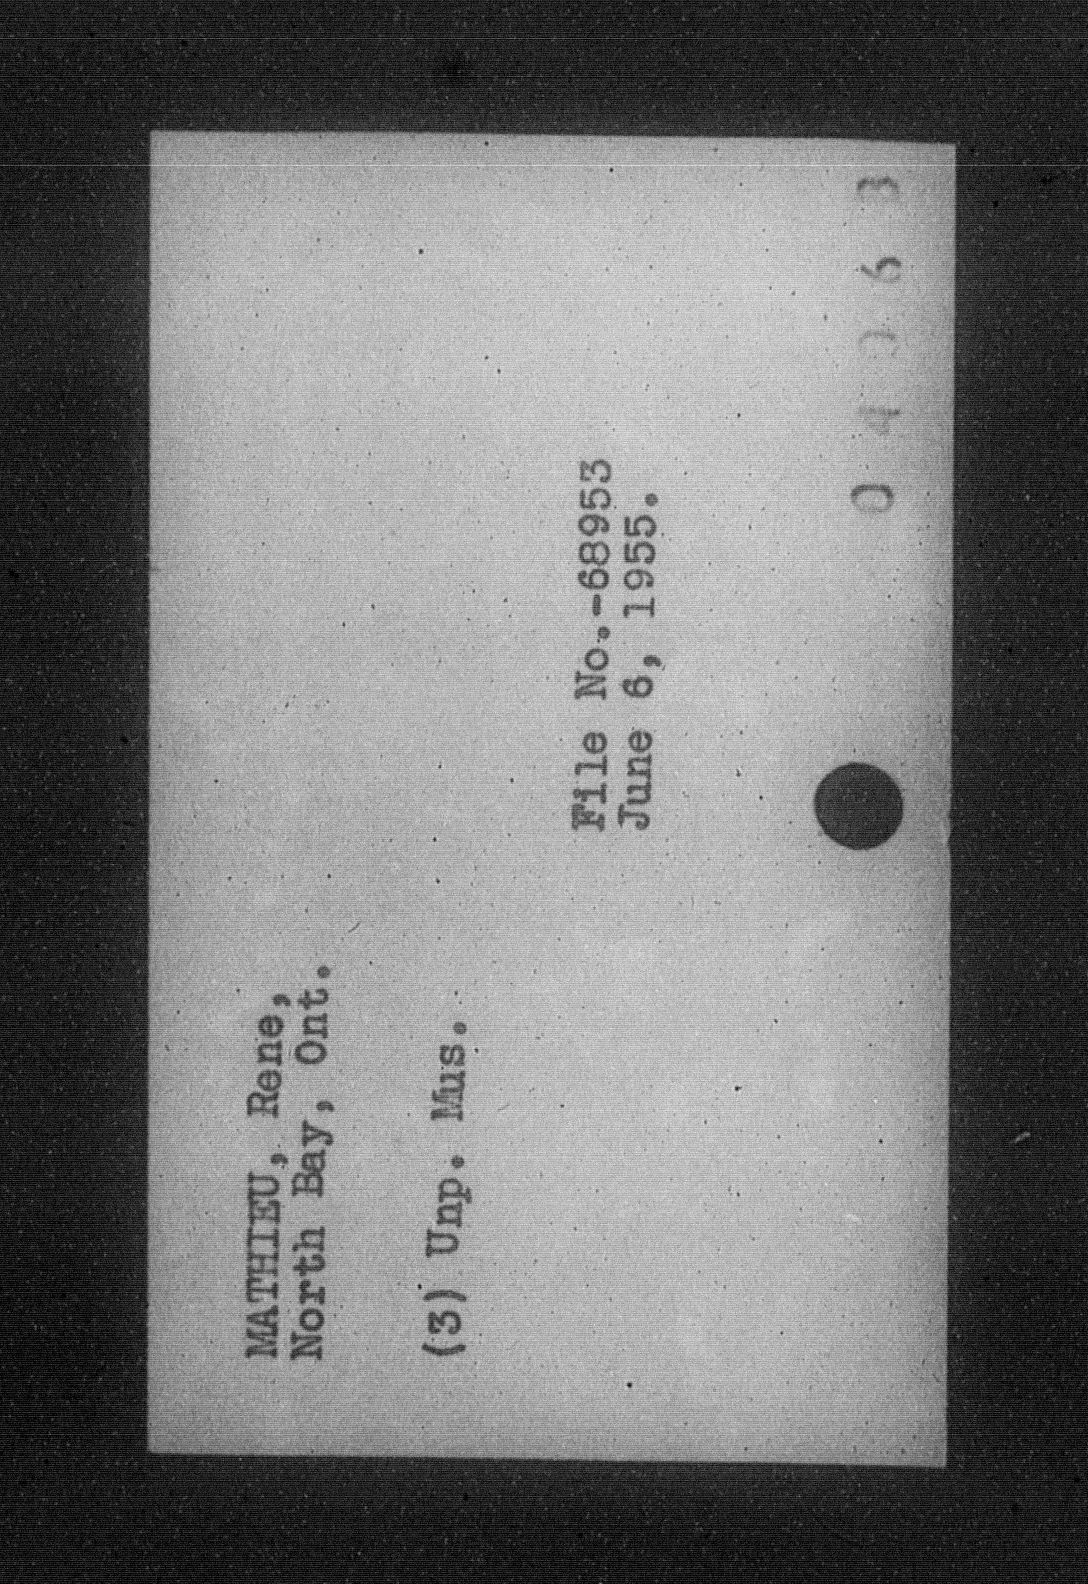 MATHIEU, Rene,
North Bay, Ont.
(3) Unp. Mus.
File No.-68953
June 6, 1955.